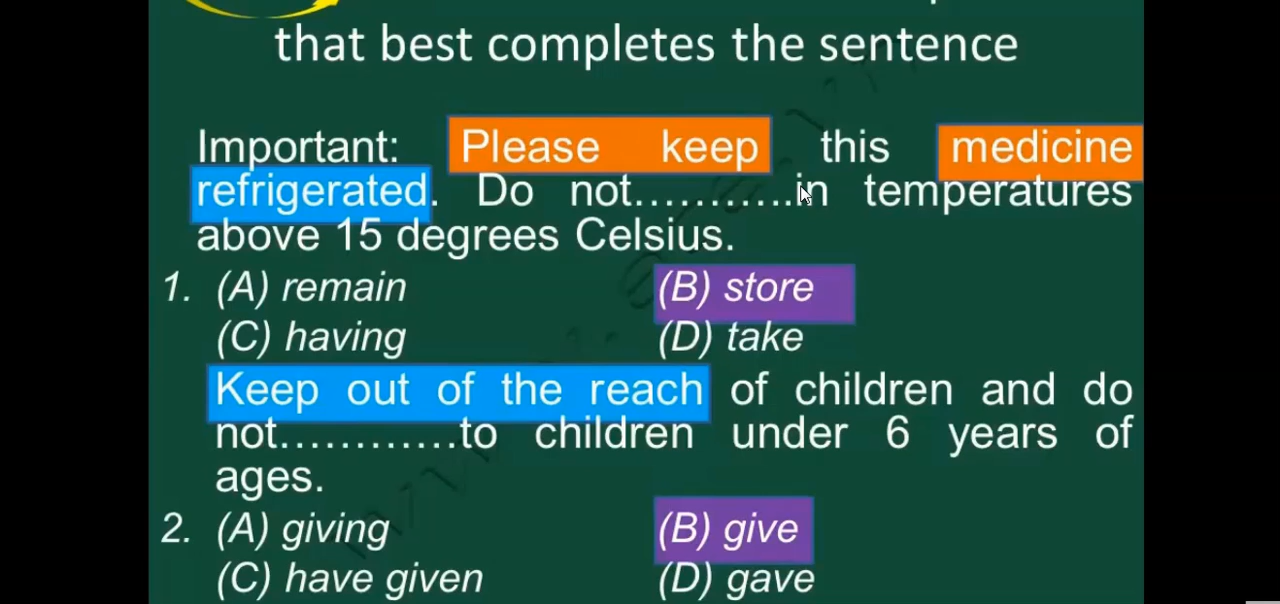 that best completes the sentence
Important: Please keep this medicine
refrigerated. Do not...........in temperatures
above 15 degrees Celsius.
1. (A) remain (B) store
(C) having (D) take
Keep out of the reach of children and do
not............to children under 6 years of
ages.
2. (A) giving (B) give
(C) have given (D) gave